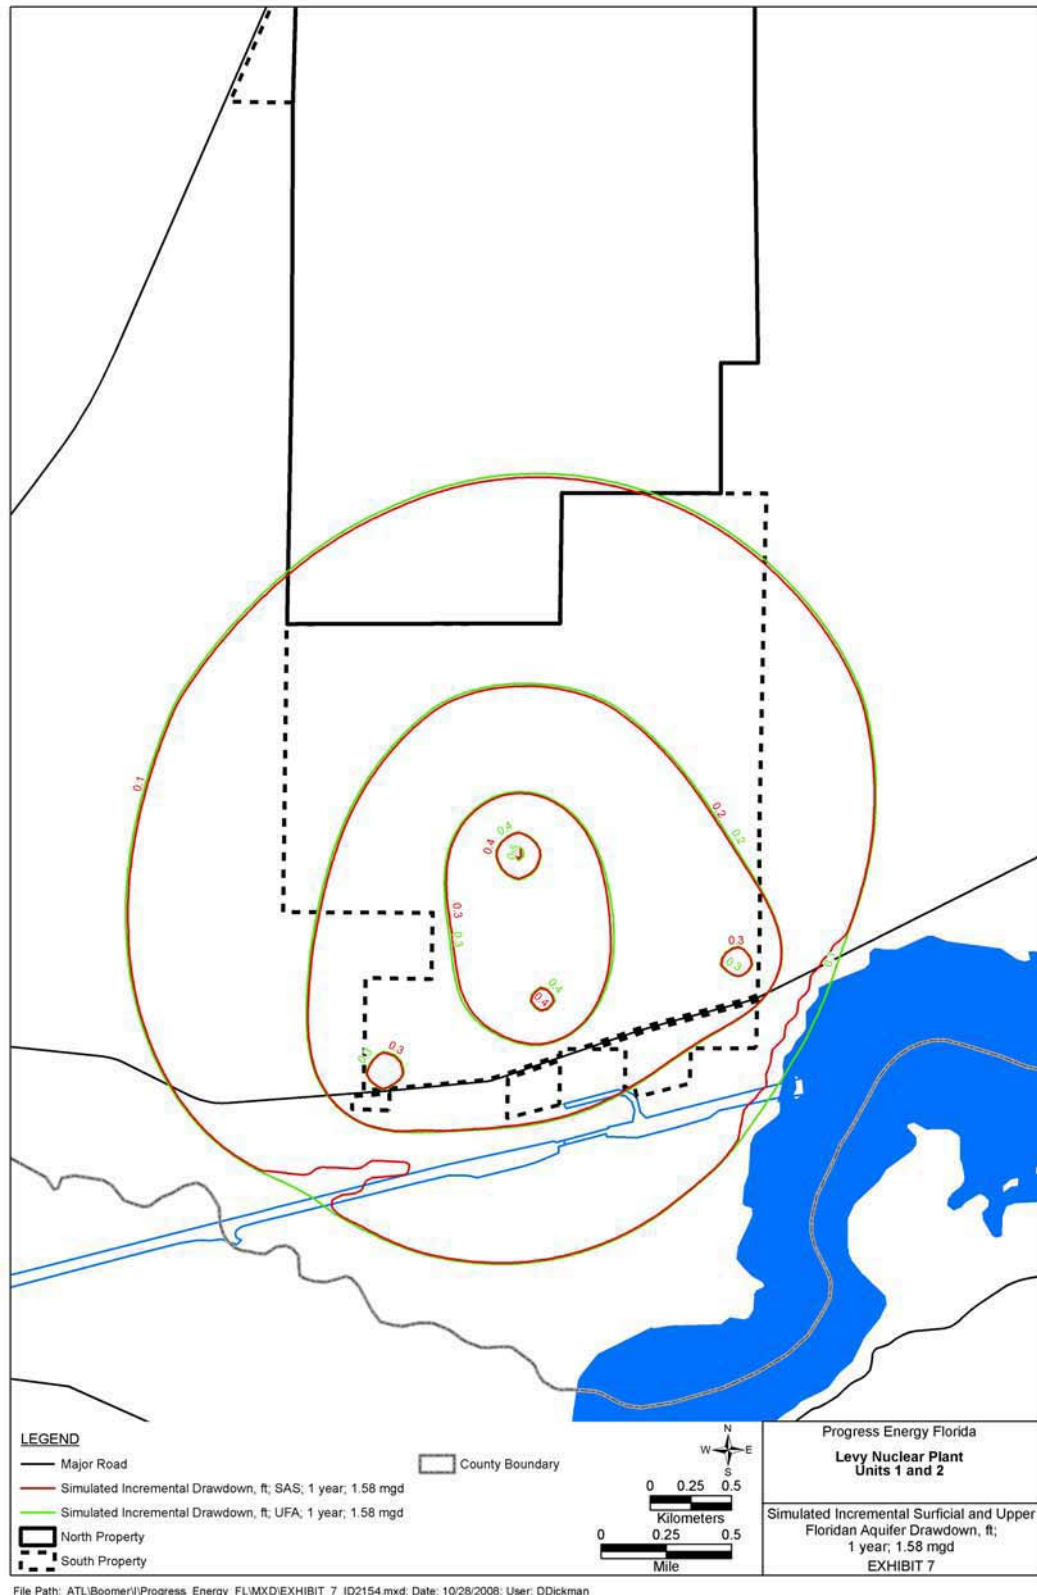 0.1
0.2
0.2
0.4
0.4
0.3
0.3
0.3
0.3
0.4
0.4
0.3
LEGEND
Major Road
County Boundary
Simulated Incremental Drawdown, ft; SAS; 1 year; 1.58 mgd
Simulated Incremental Drawdown, ft; UFA; 1 year; 1.58 mgd
North Property
South Property
N
W E
S
0 0.25 0.5
Kilometers
0 0.25 0.5
Mile
Progress Energy Florida
Levy Nuclear Plant
Units 1 and 2
Simulated Incremental Surficial and Upper
Floridan Aquifer Drawdown, ft;
1 year; 1.58 mgd
EXHIBIT 7
File Path: ATL\Boomer\I\Progress_Energy_FL\MXD\EXHIBIT_7_ID2154.mxd; Date: 10/28/2008; User: DDickman